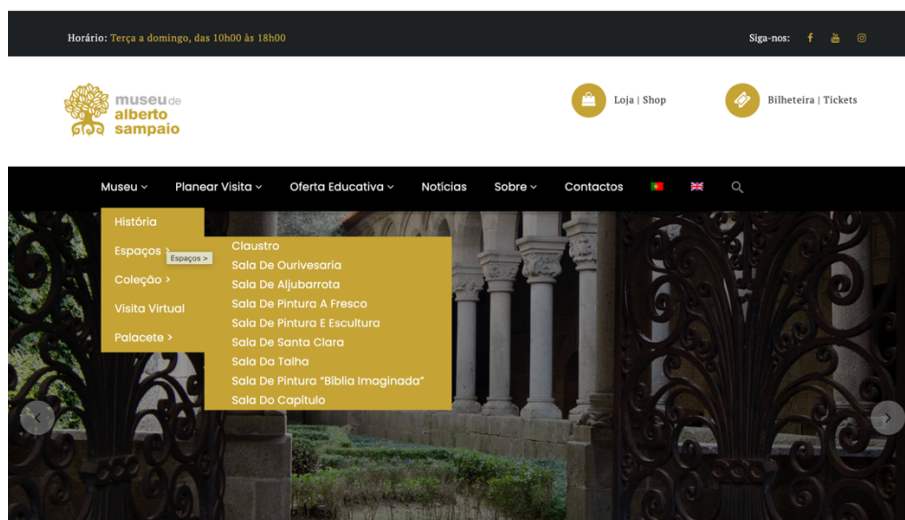 Horário: Terça a domingo, das 10h00 às 18h00
Siga-nos:
museude
alberto
sampaio
Loja | Shop
Bilheteira | Tickets
Museu
Planear Visita
Oferta Educativa
Notícias
Sobre
Contactos
História
Espaços >
Espaços >
Coleção >
Visita Virtual
Palacete >
Claustro
Sala De Ourivesaria
Sala De Aljubarrota
Sala De Pintura A Fresco
Sala De Pintura E Escultura
Sala De Santa Clara
Sala Da Talha
Sala De Pintura “Bíblia Imaginada”
Sala Do Capítulo